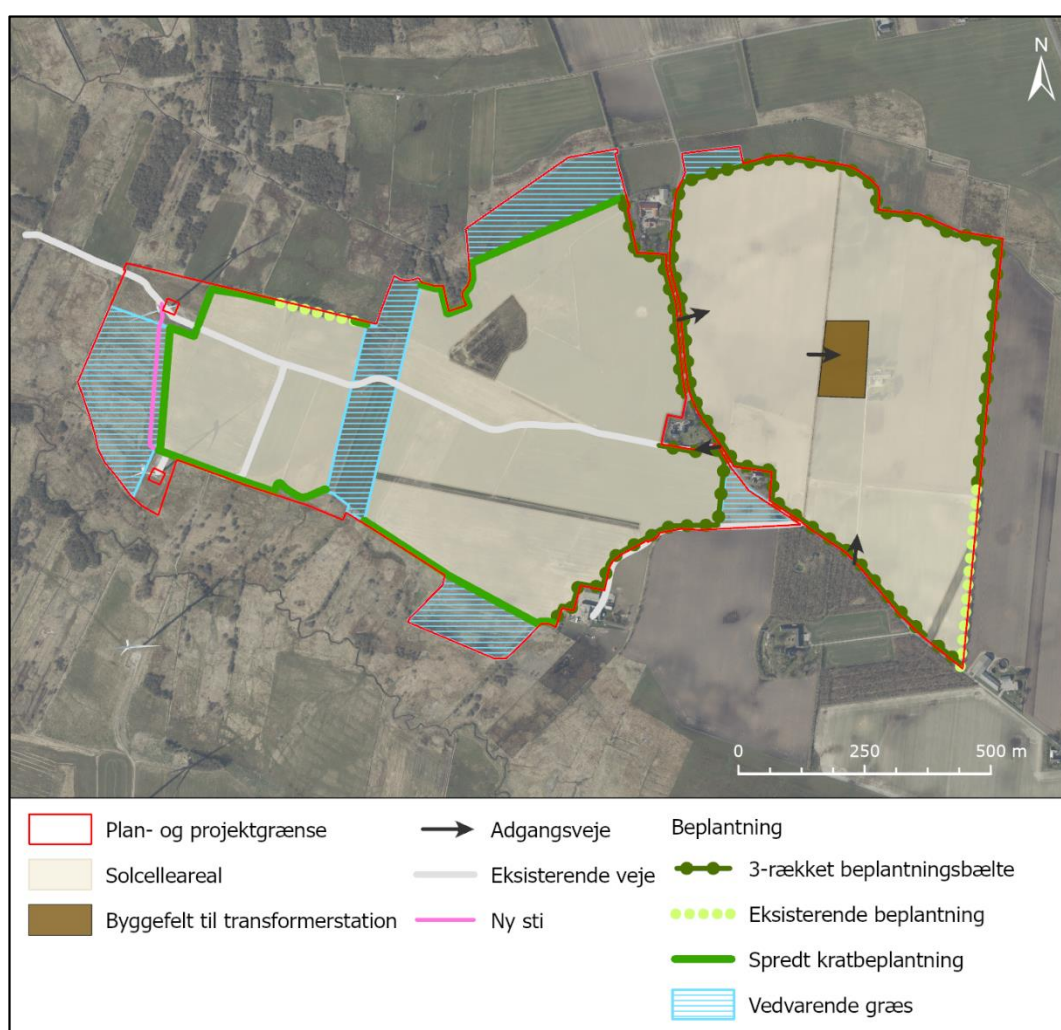 N
0 250 500 m
Plan- og projektgrænse
Solcelleareal
Byggefelt til transformerstation
Adgangsveje
Eksisterende veje
Ny sti
Beplantning
3-rækket beplantningsbælte
Eksisterende beplantning
Spredt kratbeplantning
Vedvarende græs